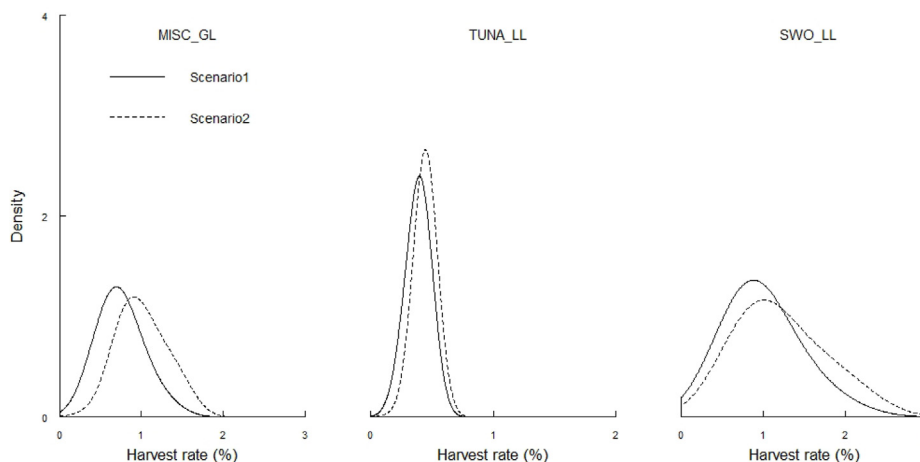 4
MISC_GL
TUNA_LL
SWO_LL
Scenario1
Scenario2
Density
2
0
0 1 2 3
0 1 2
0 1 2
Harvest rate (%)
Harvest rate (%)
Harvest rate (%)